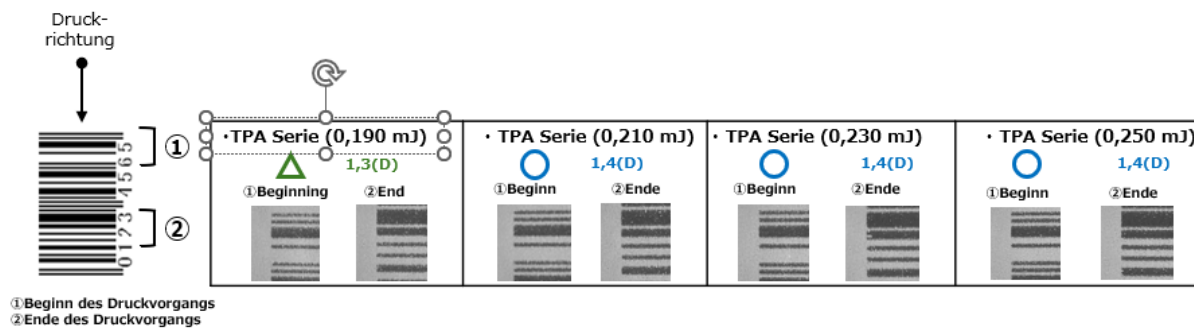 Druck-
richtung
①
②
4565
0123
・TPA Serie (0,190 mJ)
1,3(D)
①Beginning ②End
・TPA Serie (0,210 mJ)
1,4(D)
①Beginn ②Ende
・TPA Serie (0,230 mJ)
1,4(D)
①Beginn ②Ende
・TPA Serie (0,250 mJ)
1,4(D)
①Beginn ②Ende
①Beginn des Druckvorgangs
②Ende des Druckvorgangs